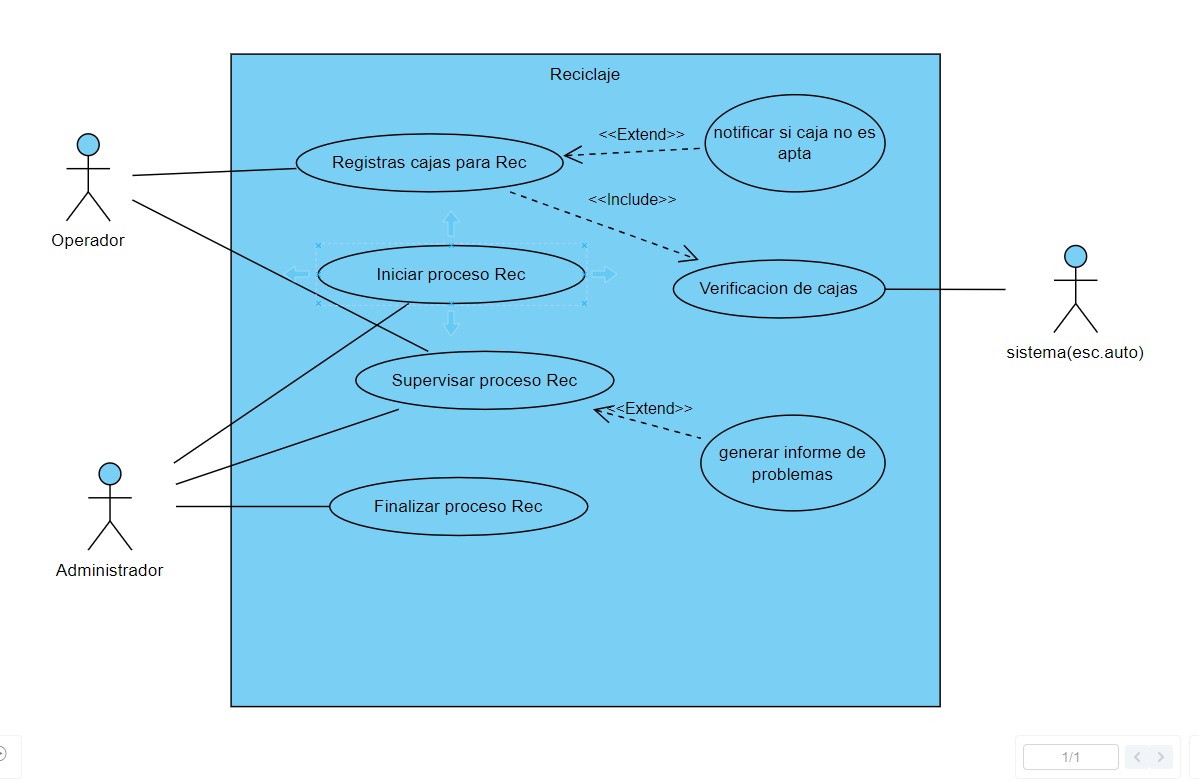 Reciclaje
<<Extend>>
notificar si caja no es
apta
Registras cajas para Rec
<<Include>>
Operador
Iniciar proceso Rec
Verificacion de cajas
sistema(esc.auto)
Supervisar proceso Rec
<<Extend>>
generar informe de
problemas
Finalizar proceso Rec
Administrador
1/1